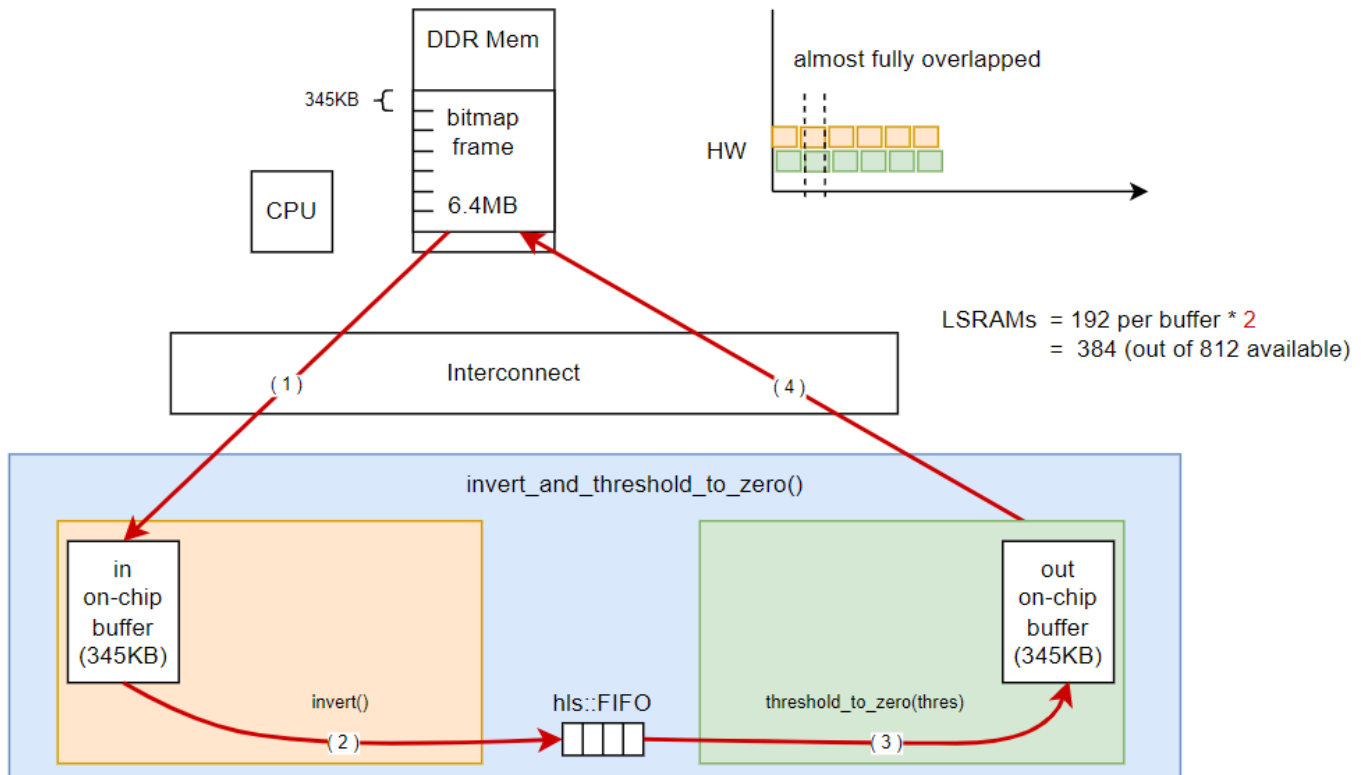 DDR Mem
345KB
bitmap
frame
6.4MB
CPU
almost fully overlapped
HW
LSRAMs = 192 per buffer * 2
= 384 (out of 812 available)
Interconnect
( 1 )
( 4 )
invert_and_threshold_to_zero()
in
on-chip
buffer
(345KB)
invert()
( 2 )
hls::FIFO
threshold_to_zero(thres)
( 3 )
out
on-chip
buffer
(345KB)